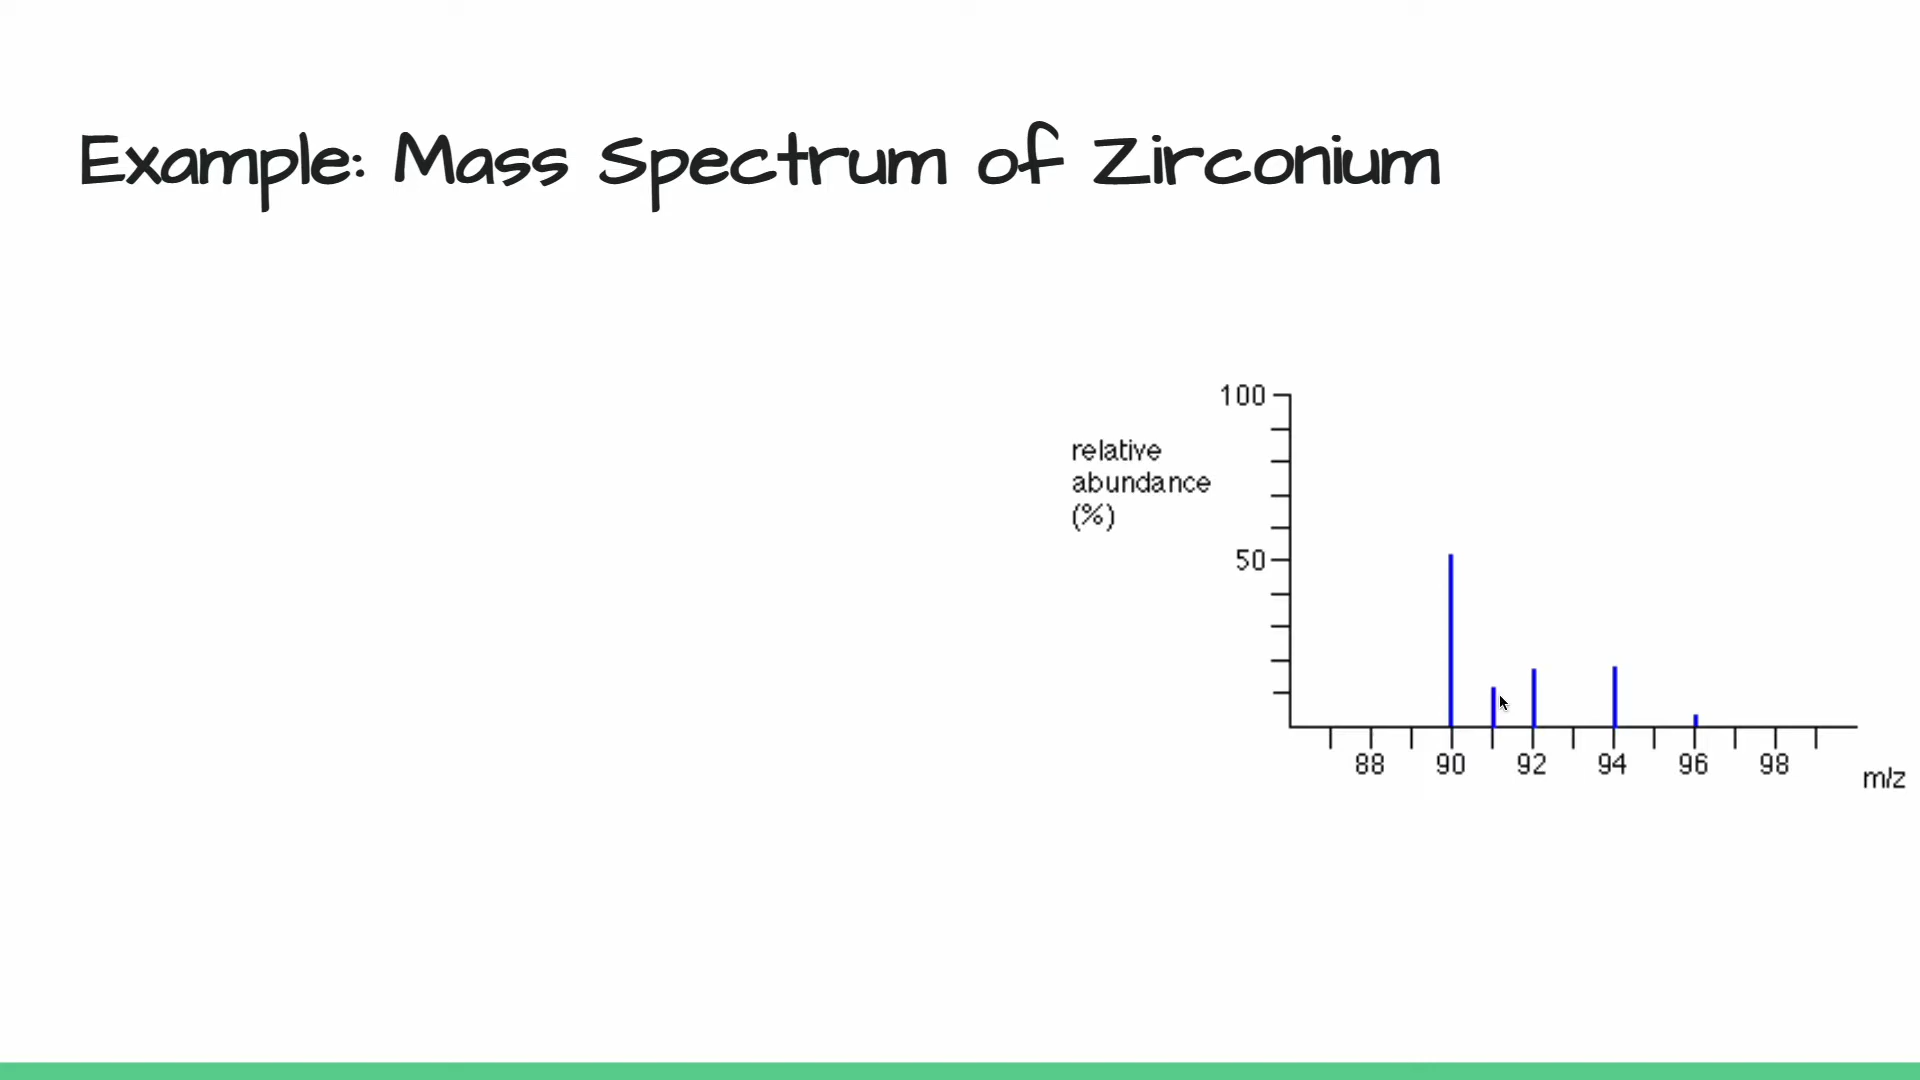 Example: Mass Spectrum of Zirconium
100
relative
abundance
(%)
50
88 90 92 94 96 98
m/z